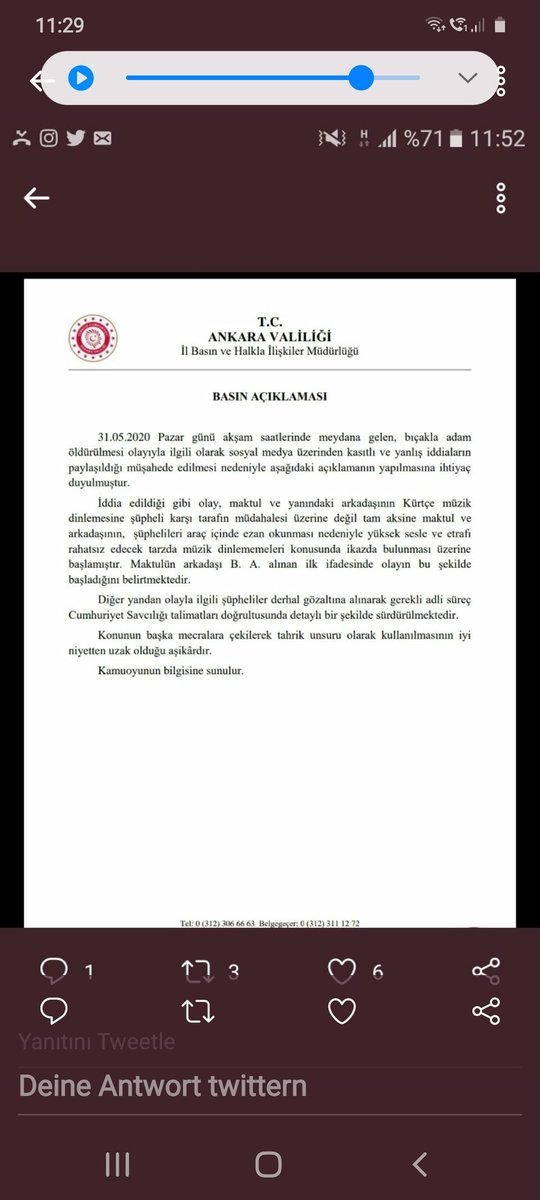 11:29
%71 11:52
T.C.
ANKARA VALİLİĞİ
İl Basın ve Halkla İlişkiler Müdürlüğü
BASIN AÇIKLAMASI
31.05.2020 Pazar günü akşam saatlerinde meydana gelen, bıçakla adam
öldürülmesi olayıyla ilgili olarak sosyal medya üzerinden kasıtlı ve yanlış iddiaların
paylaşıldığı müşahede edilmesi nedeniyle aşağıdaki açıklamanın yapılmasına ihtiyaç
duyulmuştur.
İddia edildiği gibi olay, maktul ve yanındaki arkadaşının Kürtçe müzik
dinlemesine şüpheli karşı tarafın müdahalesi üzerine değil tam aksine maktul ve
arkadaşının, şüphelileri araç içinde ezan okunması nedeniyle yüksek sesle ve etrafı
rahatsız edecek tarzda müzik dinlememeleri konusunda ikazda bulunması üzerine
başlamıştır. Maktulün arkadaşı B. A. alınan ilk ifadesinde olayın bu şekilde
başladığını belirtmektedir.
Diğer yandan olayla ilgili şüpheliler derhal gözaltına alınarak gerekli adli süreç
Cumhuriyet Savcılığı talimatları doğrultusunda detaylı bir şekilde sürdürülmektedir.
Konunun başka mecralara çekilerek tahrik unsuru olarak kullanılmasının iyi
niyetten uzak olduğu aşikârdır.
Kamuoyunun bilgisine sunulur.
Tel: 0 (312) 306 66 63 Belgegeçer: 0 (312) 311 12 72
1 3 6
Yanıtını Tweetle
Deine Antwort twittern